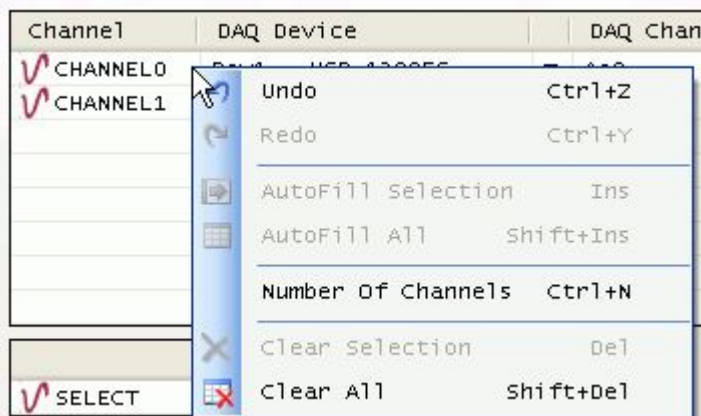 Channel DAQ Device DAQ Chan
CHANNEL0
CHANNEL1
Undo Ctrl+Z
Redo Ctrl+Y
AutoFill Selection Ins
AutoFill All Shift+Ins
Number Of Channels Ctrl+N
Clear Selection Del
SELECT Clear All Shift+Del